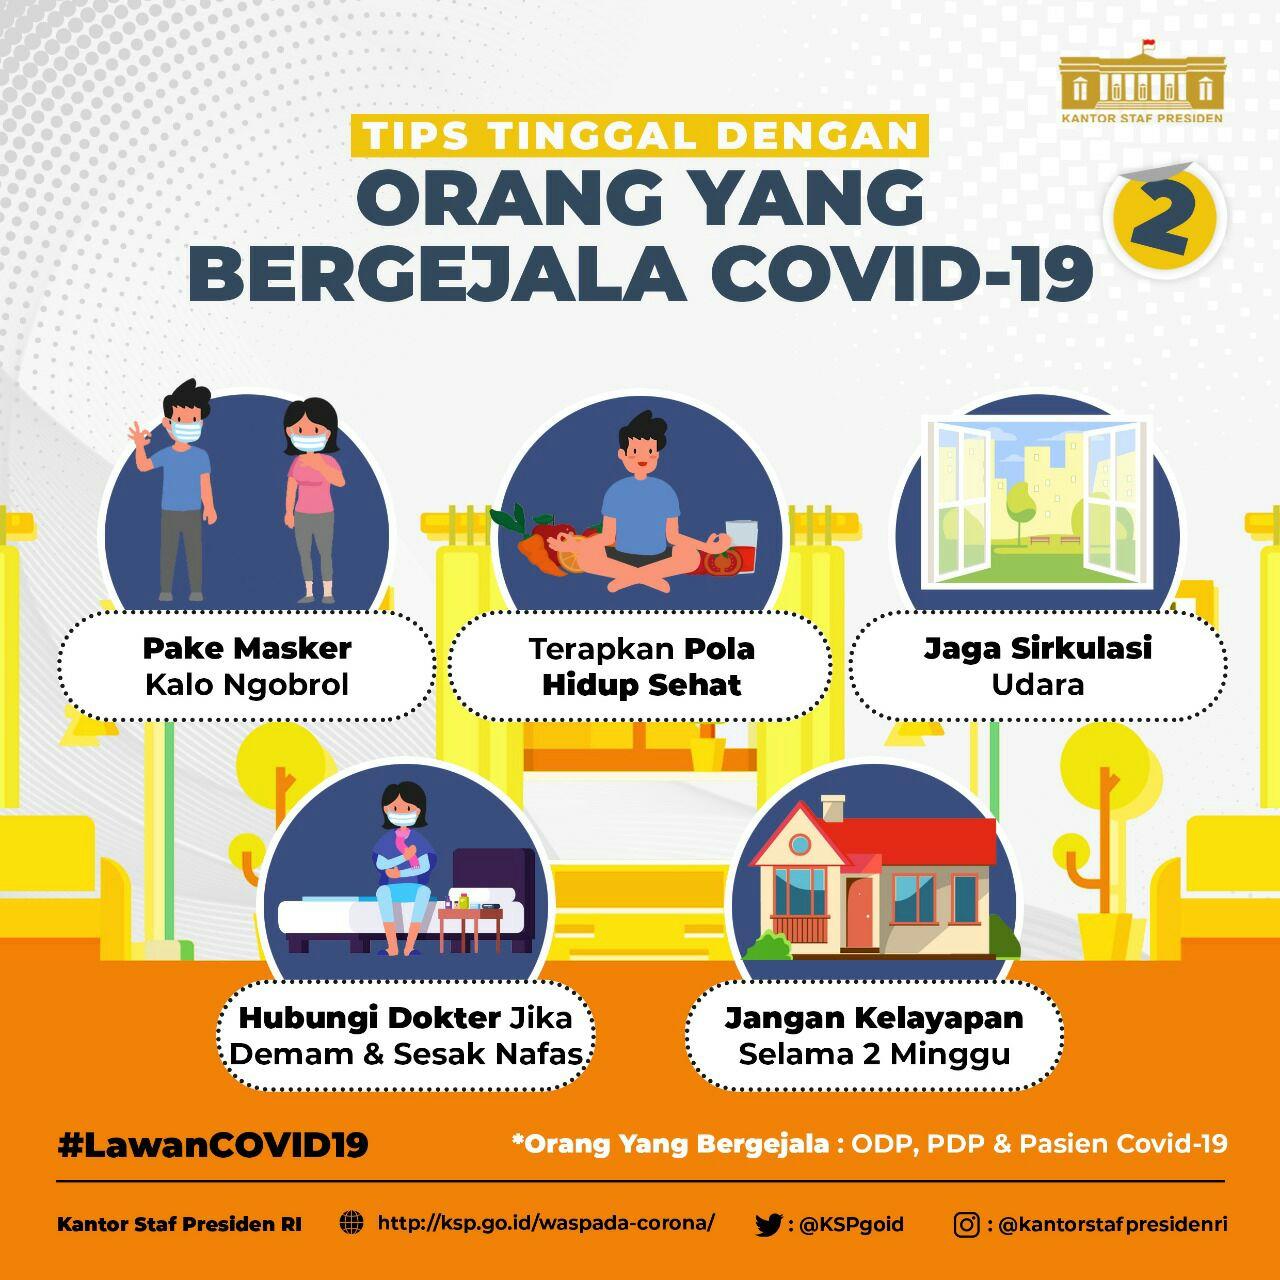 KANTOR STAF PRESIDEN
TIPS TINGGAL DENGAN
ORANG YANG
BERGEJALA COVID-19
2
Pake Masker
Kalo Ngobrol
Terapkan Pola
Hidup Sehat
Jaga Sirkulasi
Udara
Hubungi Dokter Jika
Demam & Sesak Nafas
Jangan Kelayapan
Selama 2 Minggu
#LawanCOVID19
*Orang Yang Bergejala : ODP, PDP & Pasien Covid-19
Kantor Staf Presiden RI
http://ksp.go.id/waspada-corona/
: @KSPgoid
: @kantorstafpresidenri